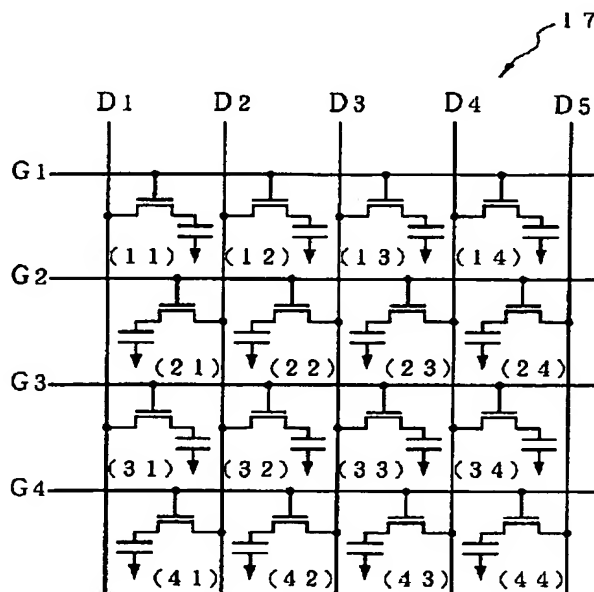 17
D1 D2 D3 D4 D5
G1
(11) (12) (13) (14)
G2
(21) (22) (23) (24)
G3
(31) (32) (33) (34)
G4
(41) (42) (43) (44)